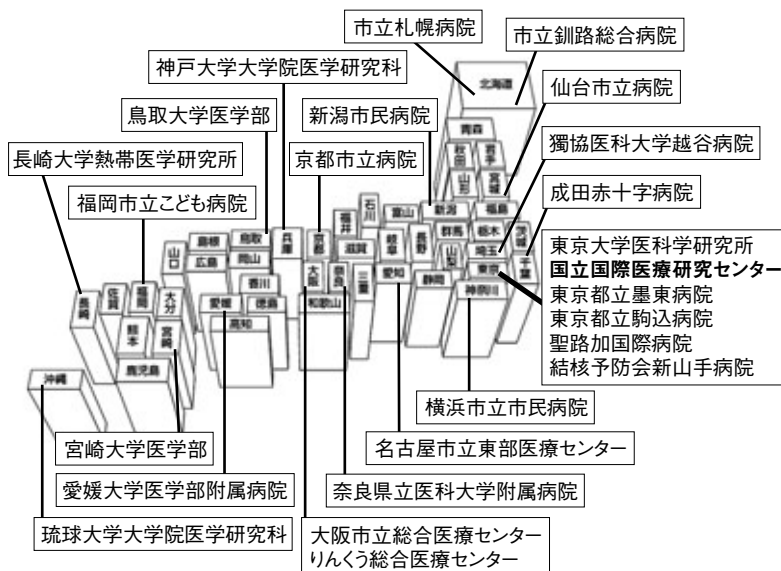 市立札幌病院
市立釧路総合病院
神戸大学大学院医学研究科
仙台市立病院
鳥取大学医学部
新潟市民病院
獨協医科大学越谷病院
長崎大学熱帯医学研究所
京都市立病院
成田赤十字病院
福岡市立こども病院
東京大学医科学研究所
国立国際医療研究センター
東京都立墨東病院
東京都立駒込病院
聖路加国際病院
結核予防会新山手病院
横浜市立市民病院
宮崎大学医学部
名古屋市立東部医療センター
愛媛大学医学部附属病院
奈良県立医科大学附属病院
琉球大学大学院医学研究科
大阪市立総合医療センター
りんくう総合医療センター
北海道
青森
秋田
岩手
山形
宮城
新潟
福島
石川
富山
福井
群馬
栃木
茨城
長野
岐阜
滋賀
京都
兵庫
鳥取
島根
岡山
広島
山口
山梨
埼玉
東京
千葉
神奈川
静岡
愛知
三重
奈良
大阪
和歌山
香川
徳島
愛媛
高知
福岡
佐賀
長崎
大分
熊本
宮崎
鹿児島
沖縄